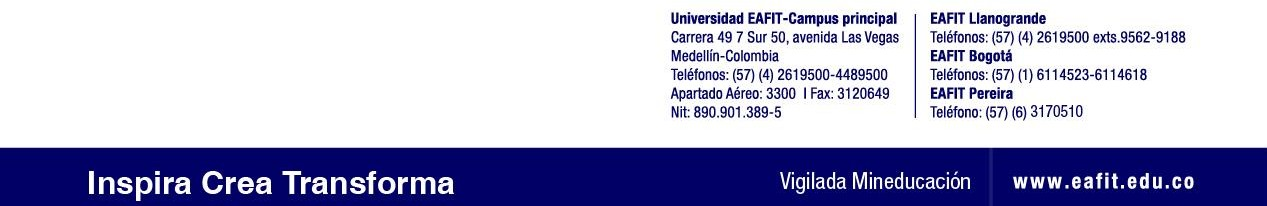 Universidad EAFIT-Campus principal
Carrera 49 7 Sur 50, avenida Las Vegas
Medellín-Colombia
Teléfonos: (57) (4) 2619500-4489500
Apartado Aéreo: 3300 I Fax: 3120649
Nit: 890.901.389-5
EAFIT Llanogrande
Teléfonos: (57) (4) 2619500 exts.9562-9188
EAFIT Bogotá
Teléfonos: (57) (1) 6114523-6114618
EAFIT Pereira
Teléfono: (57) (6) 3170510
Inspira Crea Transforma
Vigilada Mineducación
www.eafit.edu.co